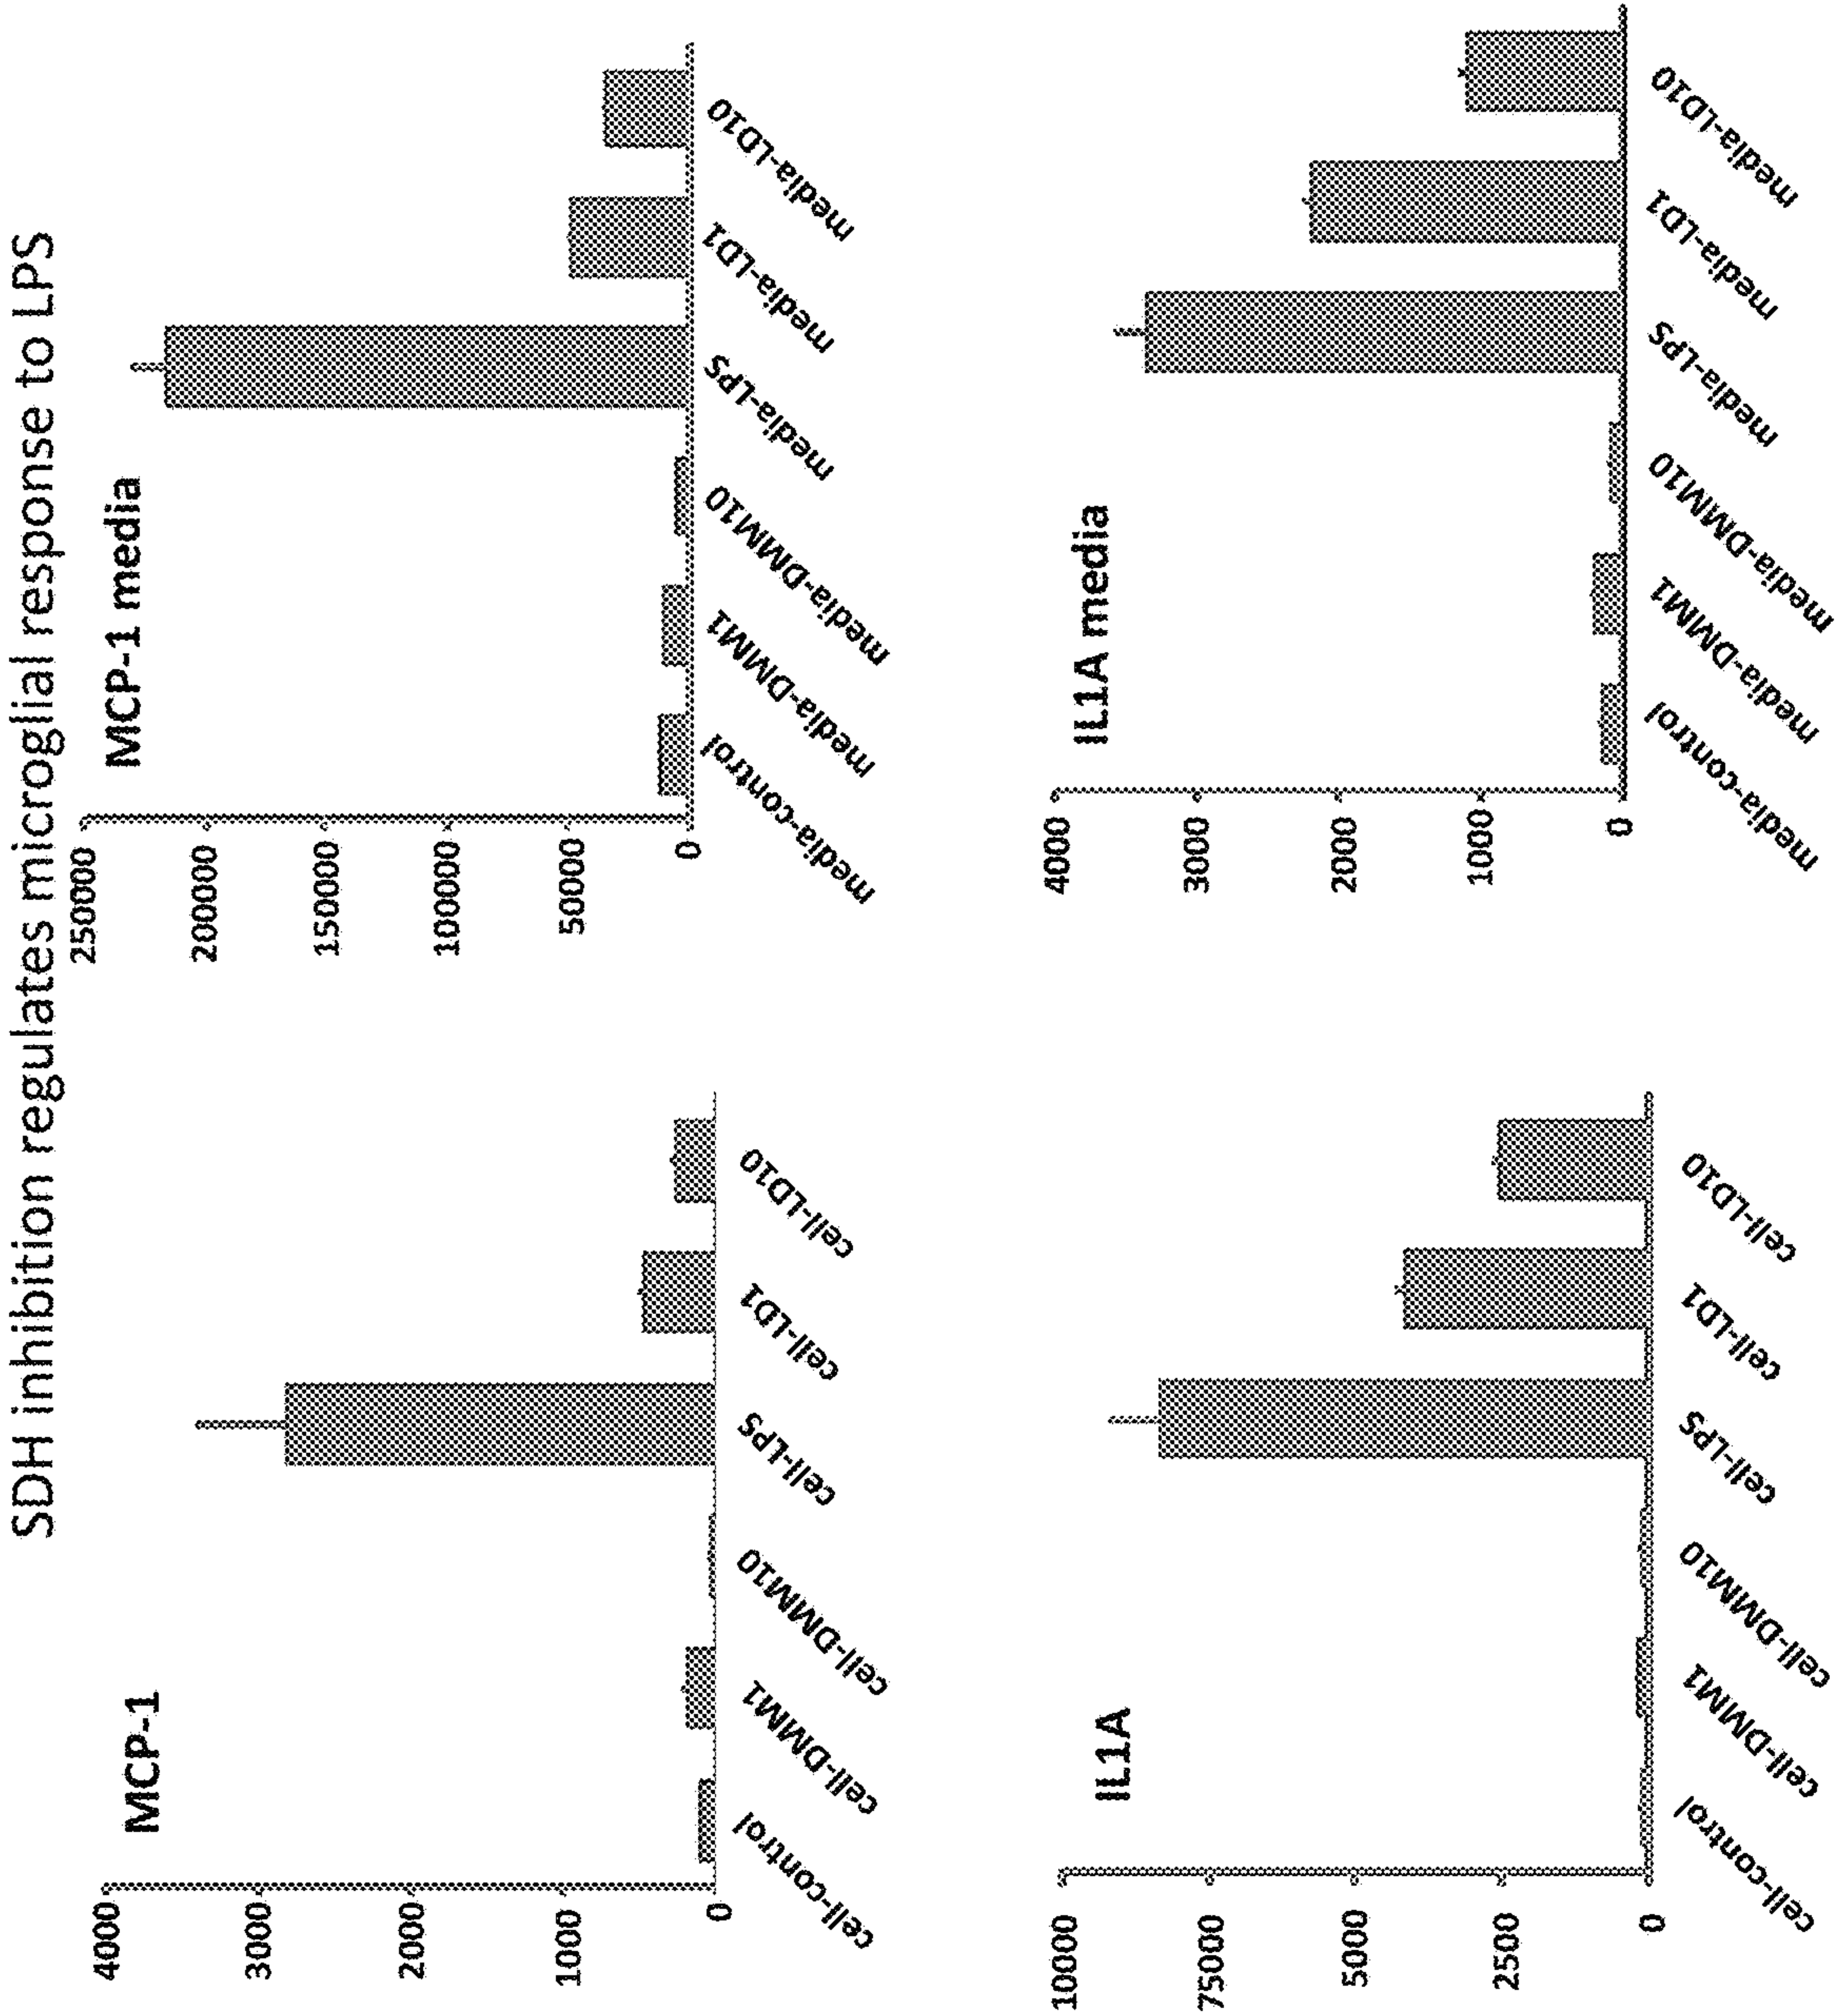 SDH inhibition regulates microglial response to LPS
MCP-1
4000
3000
2000
1000
0
cell-control
cell-DMM1
cell-DMM10
cell-LPS
cell-LD1
cell-LD10
MCP-1 media
250000
200000
150000
100000
50000
0
media-control
media-DMM1
media-DMM10
media-LPS
media-LD1
media-LD10
IL1A
10000
75000
50000
25000
0
cell-control
cell-DMM1
cell-DMM10
cell-LPS
cell-LD1
cell-LD10
IL1A media
4000
3000
2000
1000
0
media-control
media-DMM1
media-DMM10
media-LPS
media-LD1
media-LD10